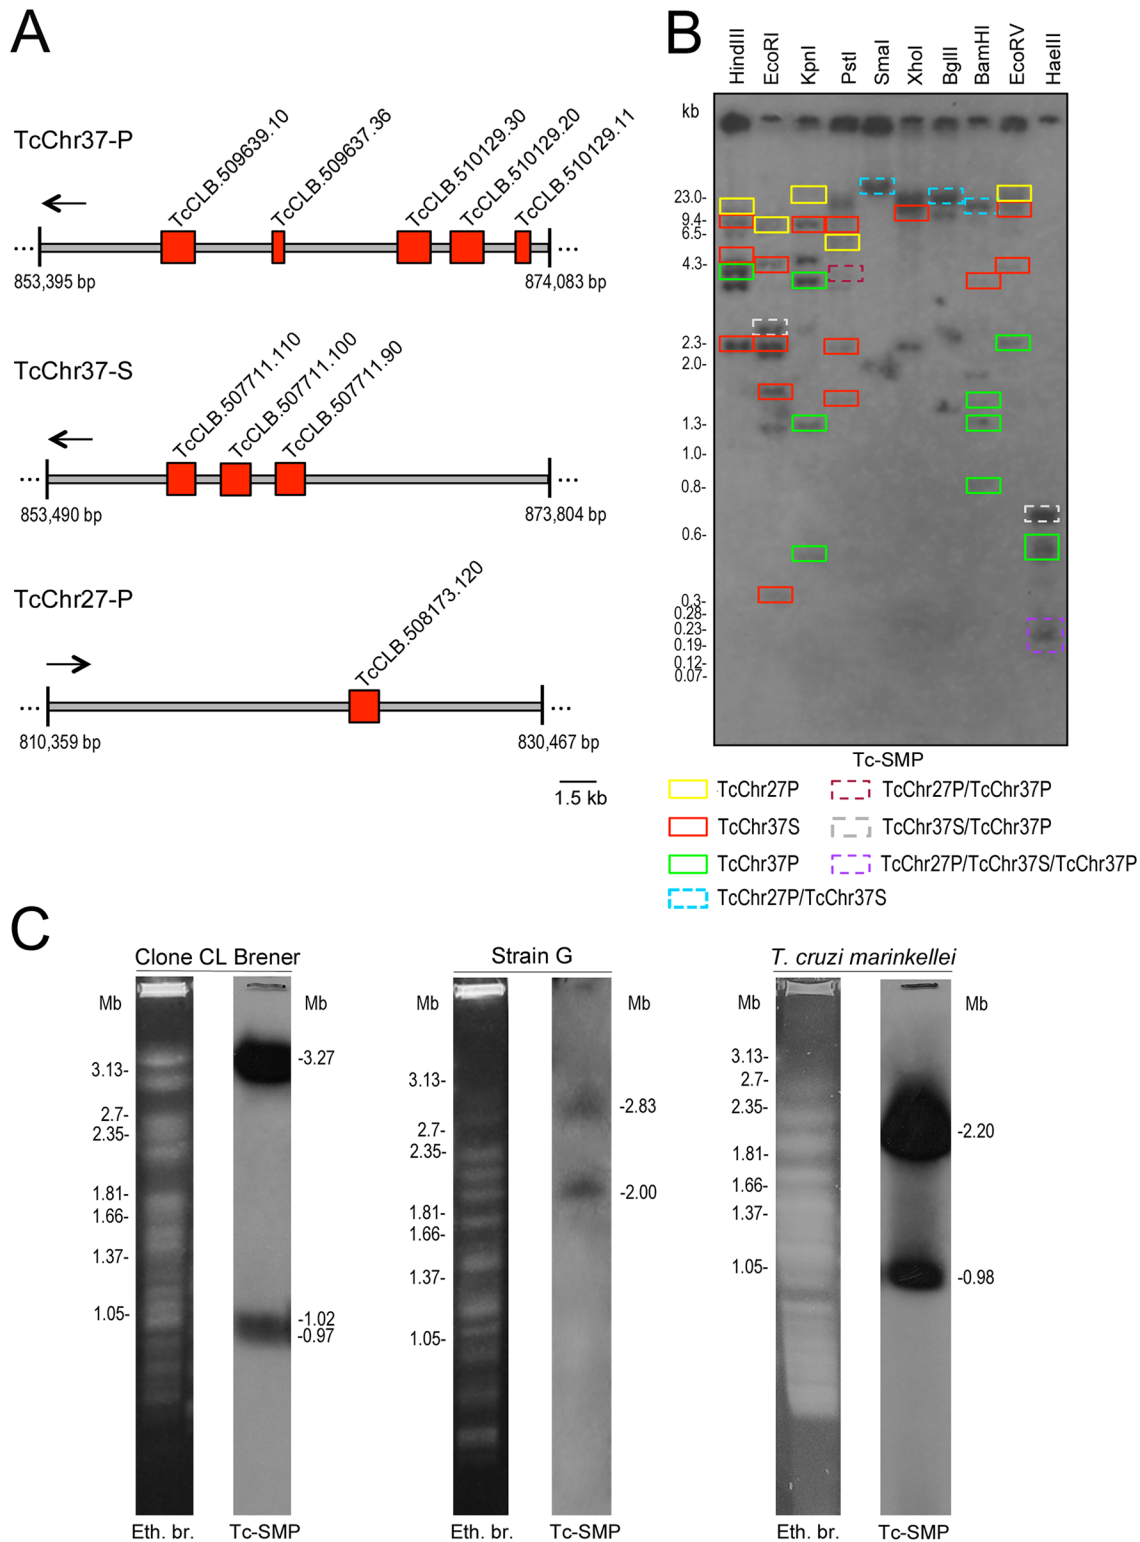 A
TcChr37-P
TcCLB.509639.10
TcCLB.509637.36
TcCLB.510129.30
TcCLB.510129.20
TcCLB.510129.11
...
...
853,395 bp
874,083 bp
TcChr37-S
TcCLB.507711.110
TcCLB.507711.100
TcCLB.507711.90
...
...
853,490 bp
873,804 bp
TcChr27-P
TcCLB.508173.120
...
...
810,359 bp
830,467 bp
1.5 kb
B
HindIII
EcoRI
KpnI
PstI
SmaI
XhoI
BglII
BamHI
EcoRV
HaeIII
kb
23.0-
9.4-
6.5-
4.3-
2.3-
2.0-
1.3-
1.0-
0.8-
0.6-
0.3-
0.28-
0.23-
0.19-
0.12-
0.07-
Tc-SMP
TcChr27P
TcChr27P/TcChr37P
TcChr37S
TcChr37S/TcChr37P
TcChr37P
TcChr27P/TcChr37S/TcChr37P
TcChr27P/TcChr37S
C
Clone CL Brener
Mb
Mb
3.13-
2.7-
2.35-
1.81-
1.66-
1.37-
1.05-
-3.27
-1.02
-0.97
Eth. br.
Tc-SMP
Strain G
Mb
Mb
3.13-
2.7-
2.35-
1.81-
1.66-
1.37-
1.05-
-2.83
-2.00
Eth. br.
Tc-SMP
T. cruzi marinkellei
Mb
Mb
3.13-
2.7-
2.35-
1.81-
1.66-
1.37-
1.05-
-2.20
-0.98
Eth. br.
Tc-SMP